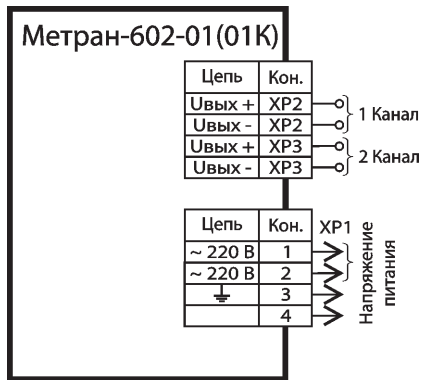 Метран-602-01(01К)
Цепь Кон.
Uвых + XP2
Uвых - XP2
1 Канал
Uвых + XP3
Uвых - XP3
2 Канал
Цепь Кон. XP1
~ 220 В 1
~ 220 В 2
3
4
Напряжение
питания